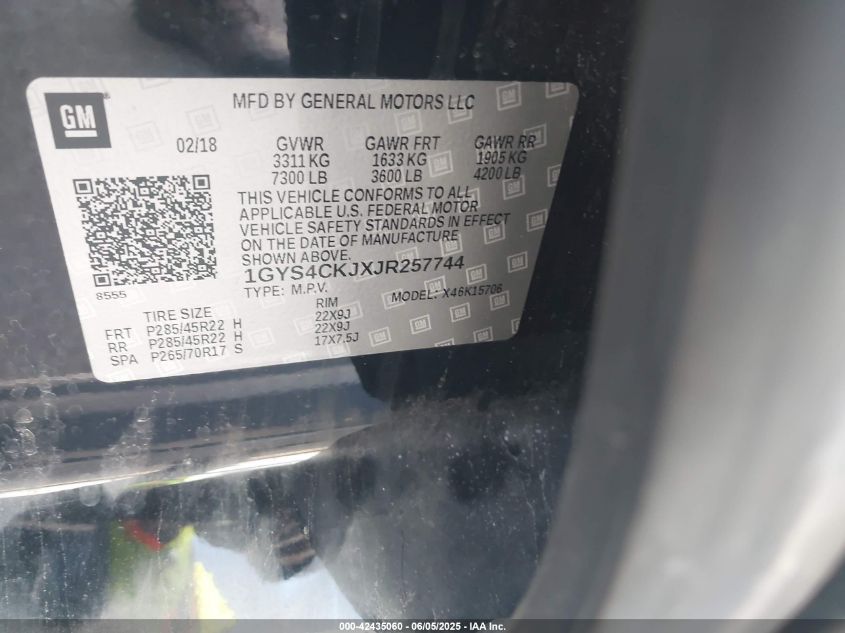 GM
MFD BY GENERAL MOTORS LLC
02/18 GVWR GAWR FRT GAWR RR
3311 KG 1633 KG 1905 KG
7300 LB 3600 LB 4200 LB
THIS VEHICLE CONFORMS TO ALL
APPLICABLE U.S. FEDERAL MOTOR
VEHICLE SAFETY STANDARDS IN EFFECT
ON THE DATE OF MANUFACTURE
SHOWN ABOVE.
1GYS4CKJXJR257744
8555
TYPE: M.P.V. MODEL: X46K15706
TIRE SIZE RIM
FRT P285/45R22 H 22X9J
RR P285/45R22 H 22X9J
SPA P265/70R17 S 17X7.5J
000-42435060 - 06/05/2025 - IAA Inc.